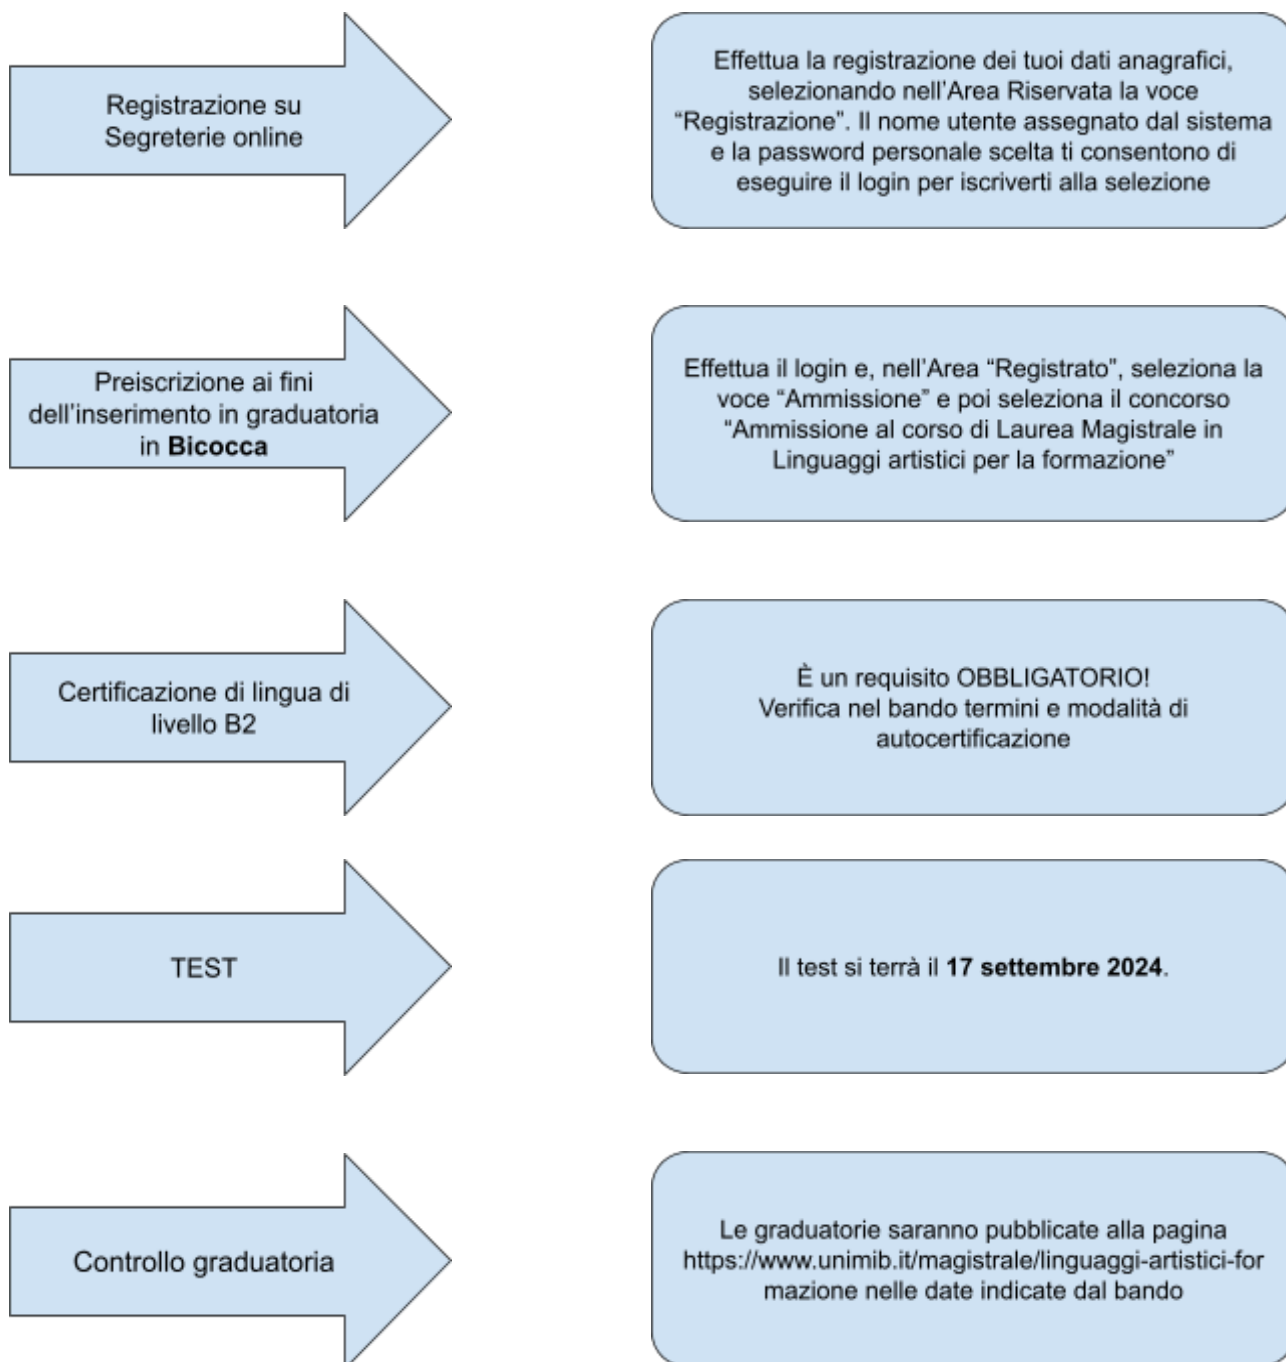 Registrazione su
Segreterie online
Effettua la registrazione dei tuoi dati anagrafici,
selezionando nell’Area Riservata la voce
“Registrazione”. Il nome utente assegnato dal sistema
e la password personale scelta ti consentono di
eseguire il login per iscriverti alla selezione
Preiscrizione ai fini
dell’inserimento in graduatoria
in Bicocca
Effettua il login e, nell’Area “Registrato”, seleziona la
voce “Ammissione” e poi seleziona il concorso
“Ammissione al corso di Laurea Magistrale in
Linguaggi artistici per la formazione”
Certificazione di lingua di
livello B2
È un requisito OBBLIGATORIO!
Verifica nel bando termini e modalità di
autocertificazione
TEST
Il test si terrà il 17 settembre 2024.
Controllo graduatoria
Le graduatorie saranno pubblicate alla pagina
https://www.unimib.it/magistrale/linguaggi-artistici-for
mazione nelle date indicate dal bando